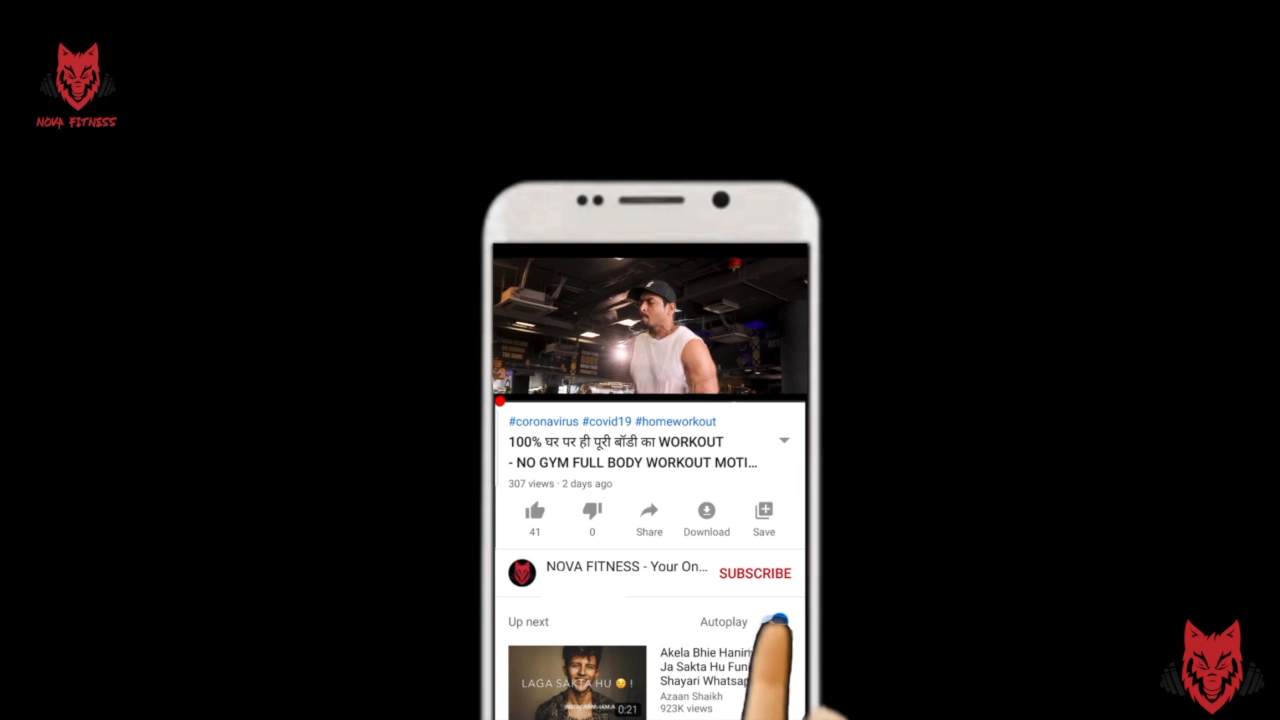 NOVA FITNESS
#coronavirus #covid19 #homeworkout
100% घर पर ही पूरी बॉडी का WORKOUT
- NO GYM FULL BODY WORKOUT MOTI...
307 views · 2 days ago
41
0
Share
Download
Save
NOVA FITNESS - Your On...
SUBSCRIBE
Up next
Autoplay
LAGA SAKTA HU 😔 !
0:21
Akela Bhie Hanin
Ja Sakta Hu Fun
Shayari Whatsap
Azaan Shaikh
923K views